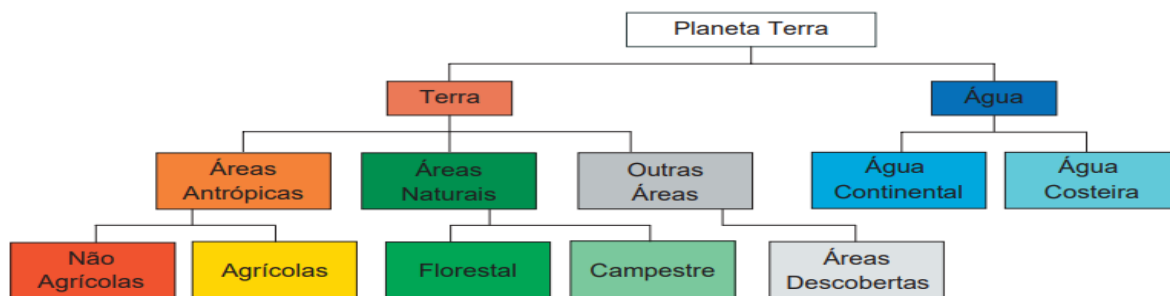 Planeta Terra
Terra
Água
Áreas
Antrópicas
Áreas
Naturais
Outras
Áreas
Água
Continental
Água
Costeira
Não
Agrícolas
Agrícolas
Florestal
Campestre
Áreas
Descobertas